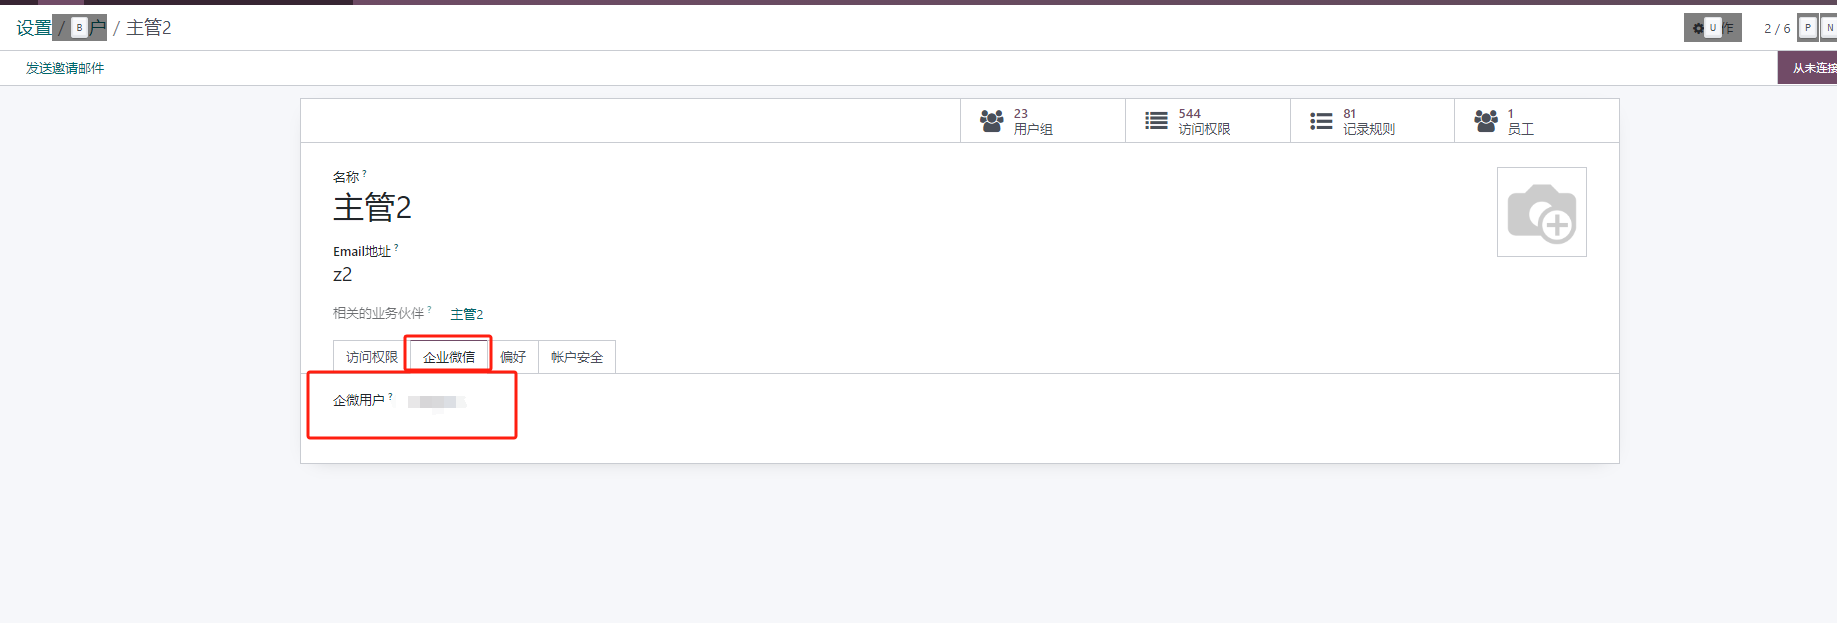 设置 / B 户 / 主管2
U 作 2 / 6 P N
发送邀请邮件
从未连接
23
用户组
544
访问权限
81
记录规则
1
员工
名称 ?
主管2
Email地址 ?
z2
相关的业务伙伴 ? 主管2
访问权限 企业微信 偏好 帐户安全
企微用户 ?